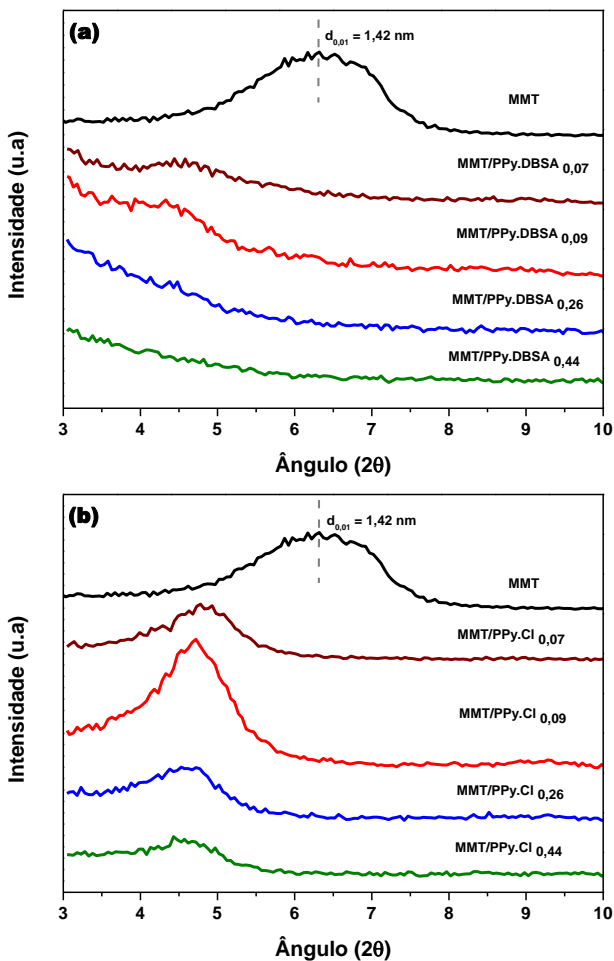 (a)
d0,01 = 1,42 nm
MMT
MMT/PPy.DBSA 0,07
MMT/PPy.DBSA 0,09
MMT/PPy.DBSA 0,26
MMT/PPy.DBSA 0,44
Intensidade (u.a)
3 4 5 6 7 8 9 10
Ângulo (2θ)
(b)
d0,01 = 1,42 nm
MMT
MMT/PPy.Cl 0,07
MMT/PPy.Cl 0,09
MMT/PPy.Cl 0,26
MMT/PPy.Cl 0,44
Intensidade (u.a)
3 4 5 6 7 8 9 10
Ângulo (2θ)